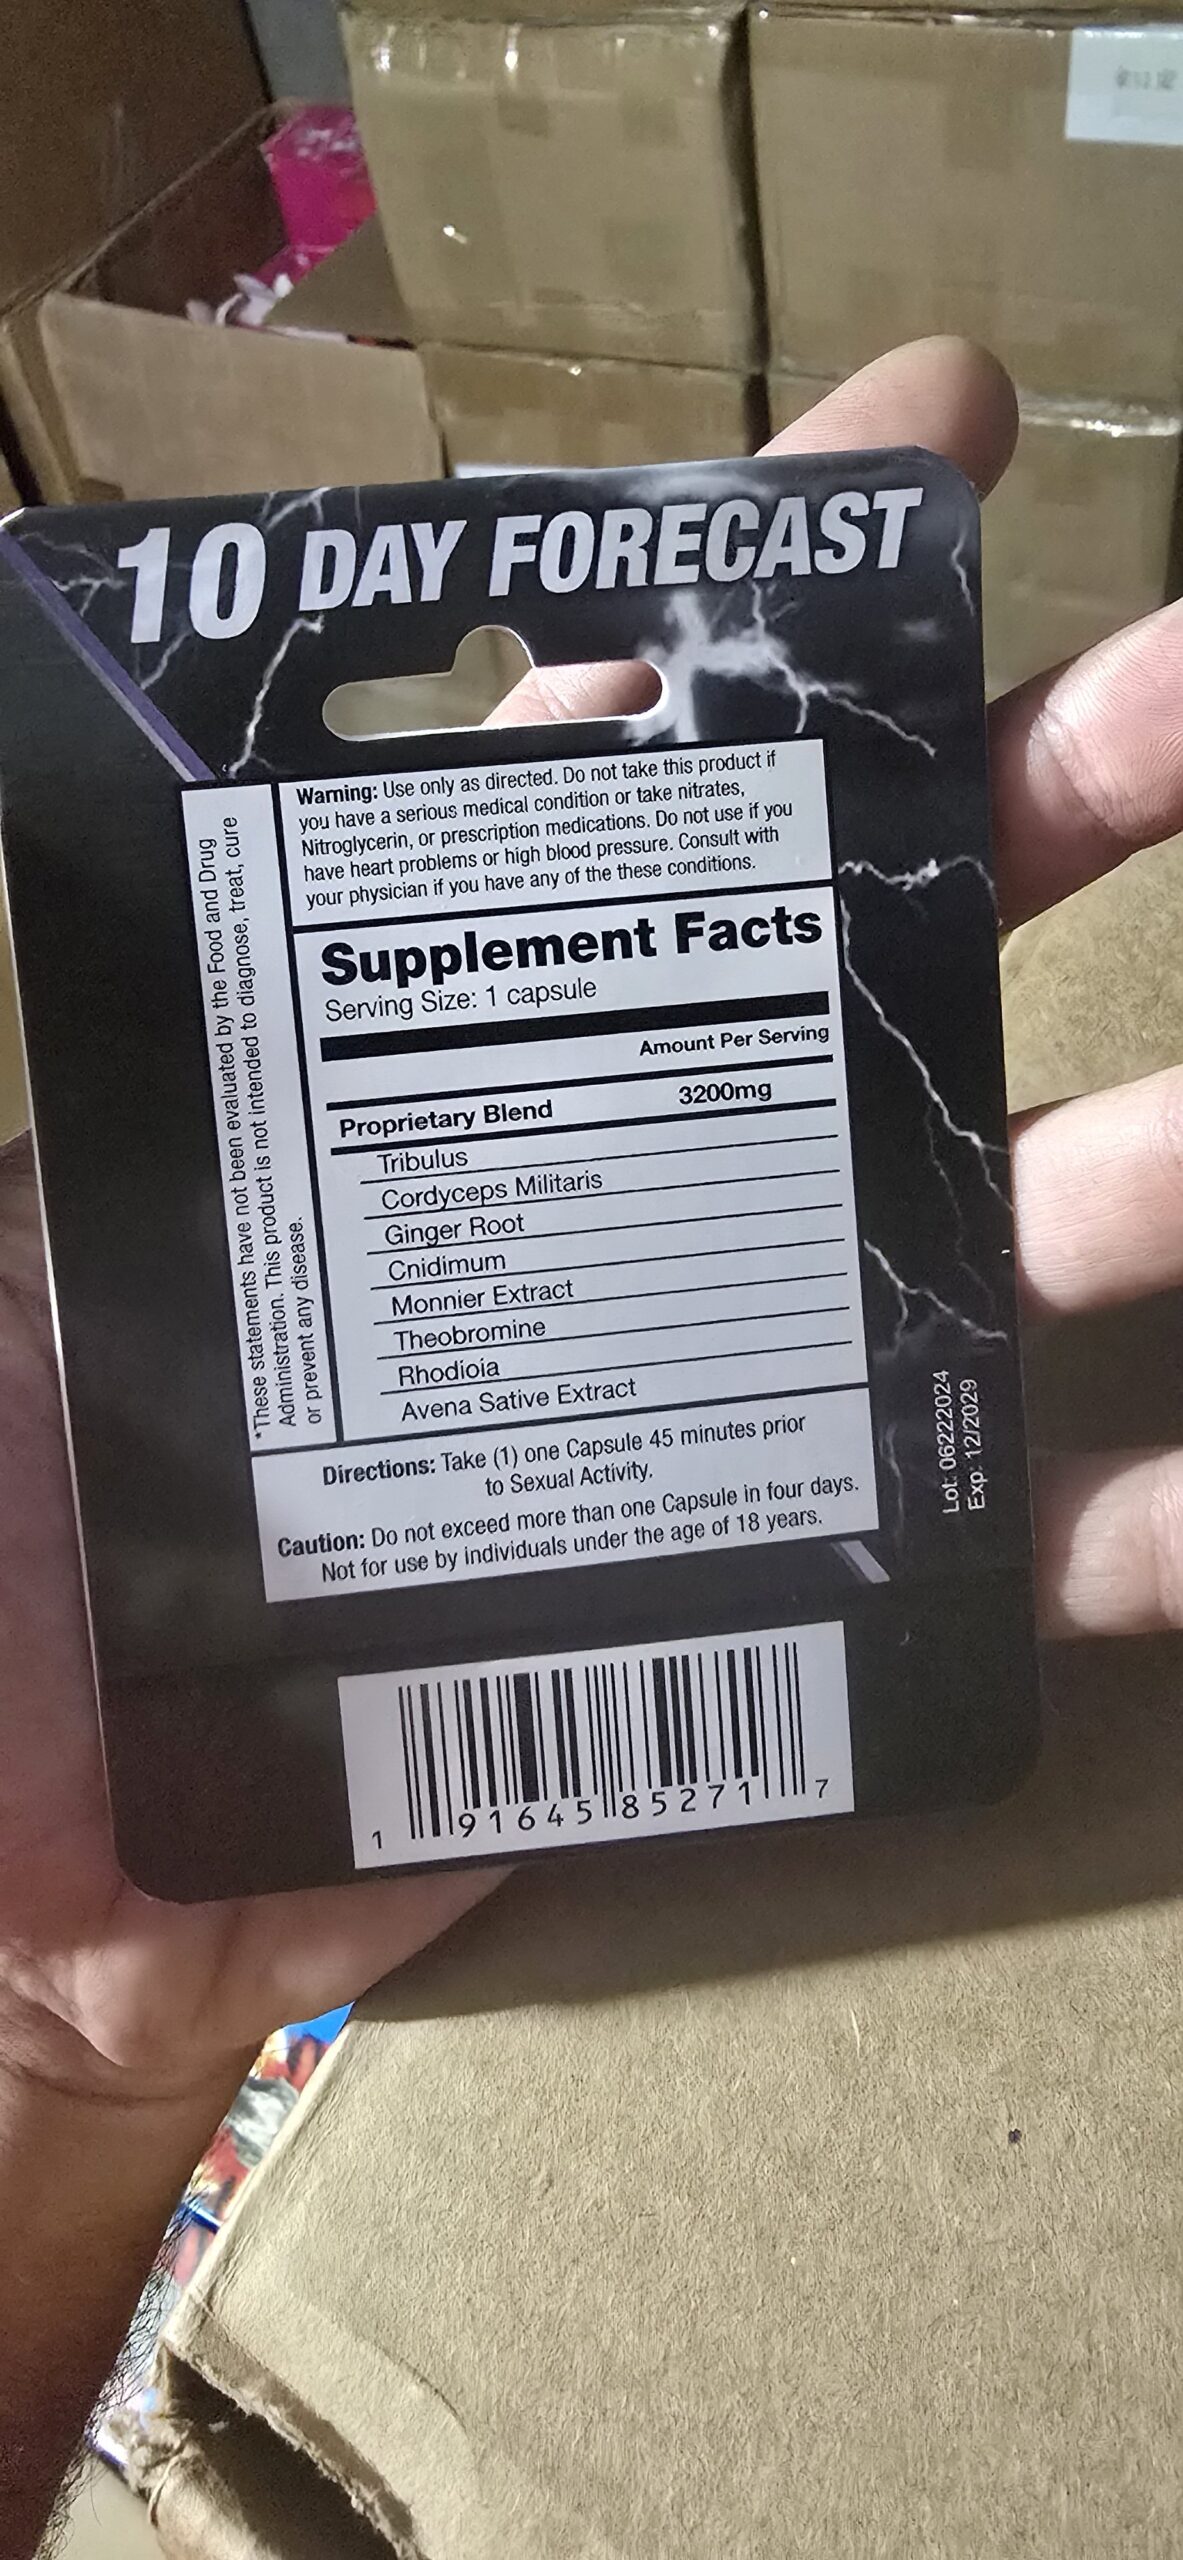 10 DAY FORECAST
Warning: Use only as directed. Do not take this product if
you have a serious medical condition or take nitrates,
Nitroglycerin, or prescription medications. Do not use if you
have heart problems or high blood pressure. Consult with
your physician if you have any of the these conditions.
*These statements have not been evaluated by the Food and Drug
Administration. This product is not intended to diagnose, treat, cure
or prevent any disease.
Supplement Facts
Serving Size: 1 capsule
Amount Per Serving
Proprietary Blend 3200mg
Tribulus
Cordyceps Militaris
Ginger Root
Cnidimum
Monnier Extract
Theobromine
Rhodioia
Avena Sative Extract
Directions: Take (1) one Capsule 45 minutes prior
to Sexual Activity.
Caution: Do not exceed more than one Capsule in four days.
Not for use by individuals under the age of 18 years.
Lot: 06222024
Exp: 12/2029
1 91645 85271 7